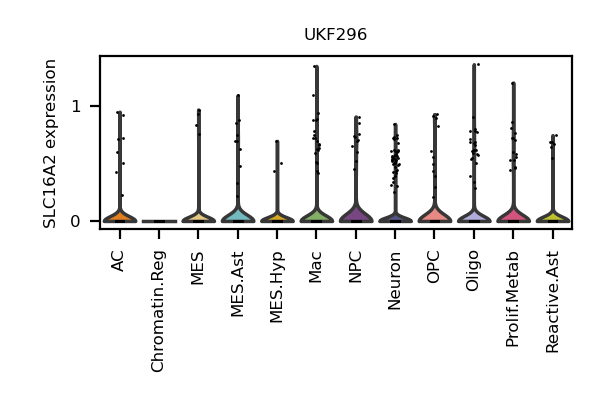 UKF296
SLC16A2 expression
1
0
AC
Chromatin.Reg
MES
MES.Ast
MES.Hyp
Mac
NPC
Neuron
OPC
Oligo
Prolif.Metab
Reactive.Ast